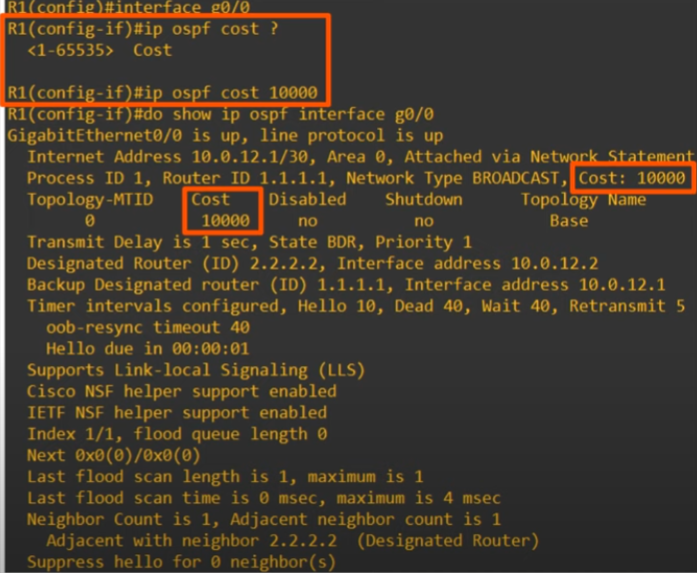 R1(config)#interface g0/0
R1(config-if)#ip ospf cost ?
<1-65535> Cost
R1(config-if)#ip ospf cost 10000
R1(config-if)#do show ip ospf interface g0/0
GigabitEthernet0/0 is up, line protocol is up
Internet Address 10.0.12.1/30, Area 0, Attached via Network Statement
Process ID 1, Router ID 1.1.1.1, Network Type BROADCAST, Cost: 10000
Topology-MTID Cost Disabled Shutdown Topology Name
0 10000 no no Base
Transmit Delay is 1 sec, State BDR, Priority 1
Designated Router (ID) 2.2.2.2, Interface address 10.0.12.2
Backup Designated router (ID) 1.1.1.1, Interface address 10.0.12.1
Timer intervals configured, Hello 10, Dead 40, Wait 40, Retransmit 5
oob-resync timeout 40
Hello due in 00:00:01
Supports Link-local Signaling (LLS)
Cisco NSF helper support enabled
IETF NSF helper support enabled
Index 1/1, flood queue length 0
Next 0x0(0)/0x0(0)
Last flood scan length is 1, maximum is 1
Last flood scan time is 0 msec, maximum is 4 msec
Neighbor Count is 1, Adjacent neighbor count is 1
Adjacent with neighbor 2.2.2.2 (Designated Router)
Suppress hello for 0 neighbor(s)